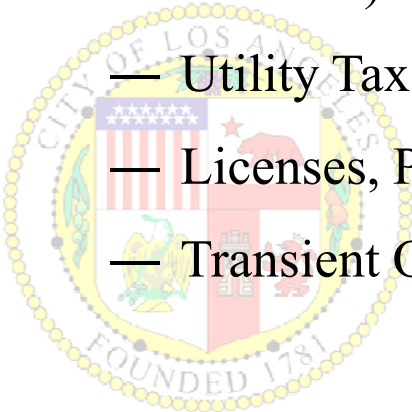 CITY OF LOS ANGELES
— Utility Tax
— Licenses, P
— Transient
FOUNDED 1781